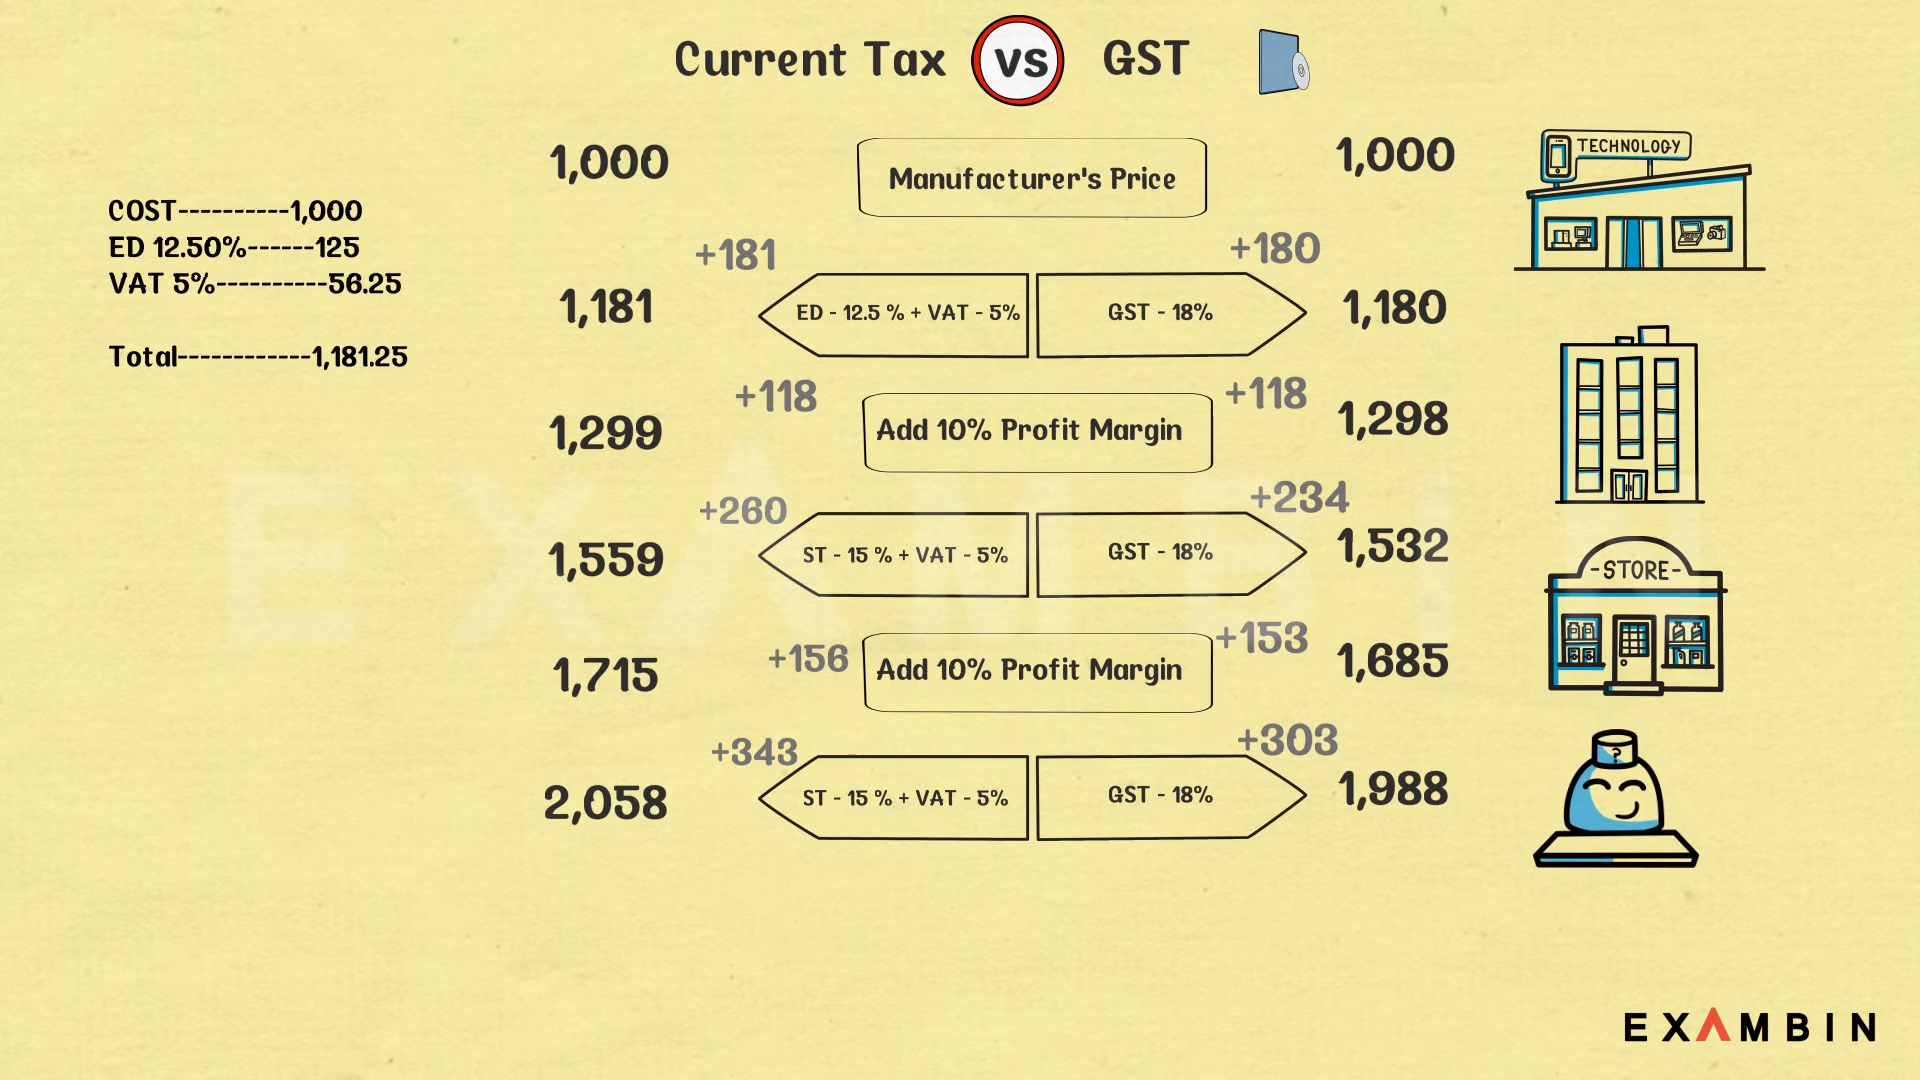 Current Tax VS GST
1,000 Manufacturer's Price 1,000
TECHNOLOGY
COST----------1,000
ED 12.50%------125
VAT 5%----------56.25
Total------------1,181.25
+181 +180
1,181 ED - 12.5 % + VAT - 5% GST - 18% 1,180
+118 +118
1,299 Add 10% Profit Margin 1,298
+260 +234
1,559 ST - 15 % + VAT - 5% GST - 18% 1,532
-STORE-
+156 +153
1,715 Add 10% Profit Margin 1,685
+343 +303
2,058 ST - 15 % + VAT - 5% GST - 18% 1,988
?
EXAMBIN
EXAMBIN